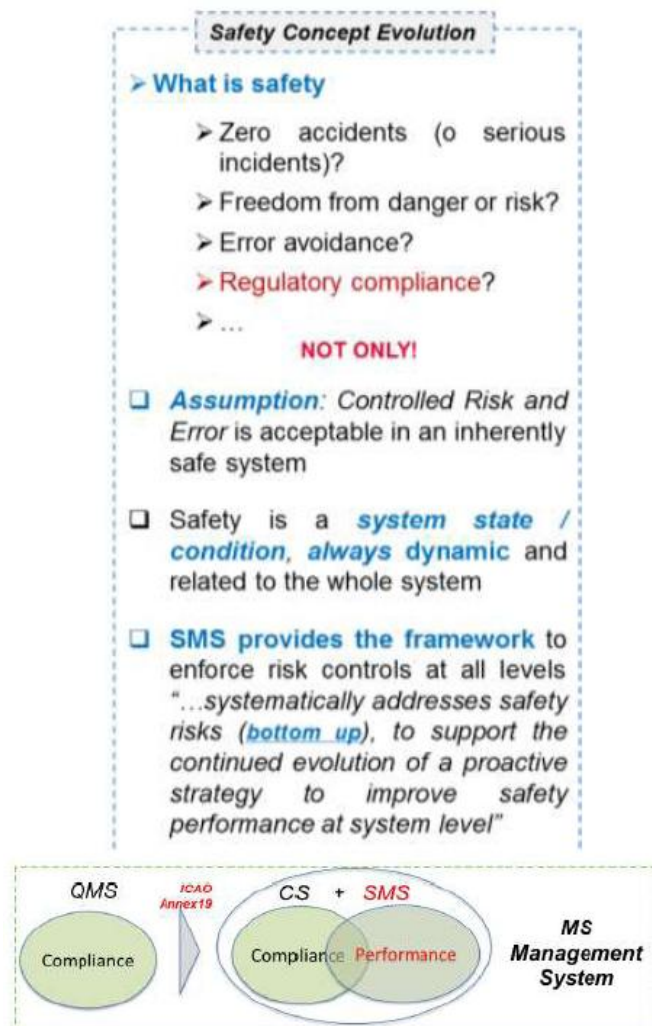 Safety Concept Evolution
➢ What is safety
➢ Zero accidents (o serious
incidents)?
➢ Freedom from danger or risk?
➢ Error avoidance?
➢ Regulatory compliance?
➢ ...
NOT ONLY!
❑ Assumption: Controlled Risk and
Error is acceptable in an inherently
safe system
❑ Safety is a system state /
condition, always dynamic and
related to the whole system
❑ SMS provides the framework to
enforce risk controls at all levels
“...systematically addresses safety
risks (bottom up), to support the
continued evolution of a proactive
strategy to improve safety
performance at system level”
QMS
ICAO
Annex19
CS + SMS
Compliance
Compliance
Performance
MS
Management
System